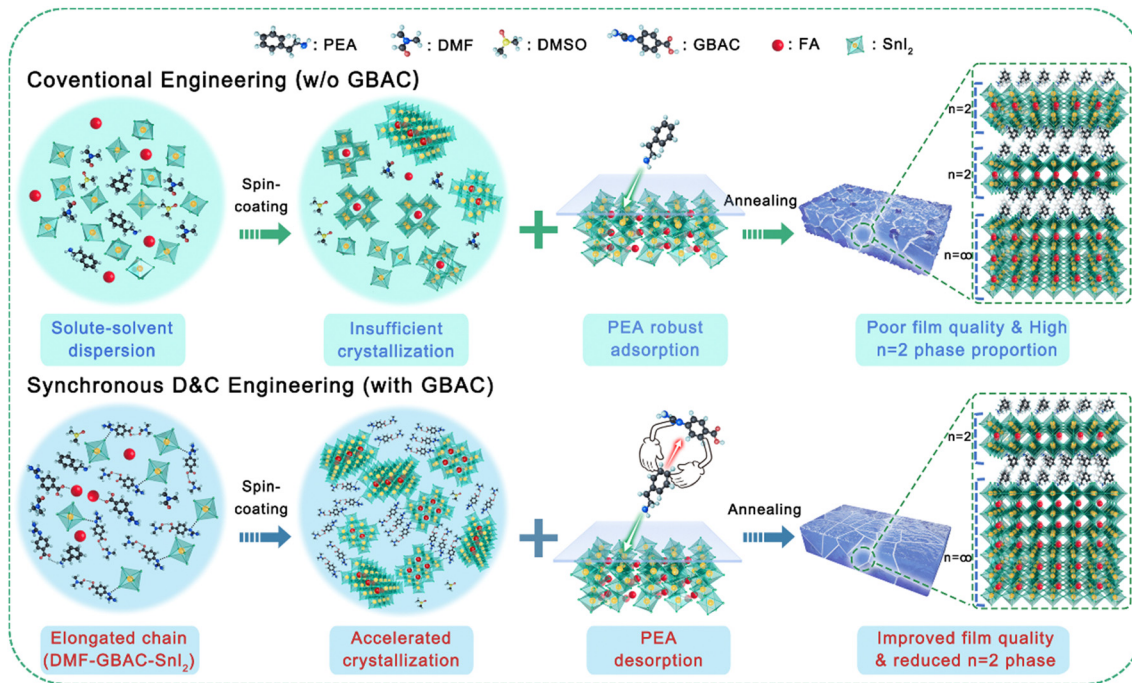 : PEA : DMF : DMSO : GBAC : FA : SnI₂
Coventional Engineering (w/o GBAC)
n=2
n=2
n=∞
Spin-
coating
Annealing
Solute-solvent
dispersion
Insufficient
crystallization
PEA robust
adsorption
Poor film quality & High
n=2 phase proportion
Synchronous D&C Engineering (with GBAC)
n=2
n=∞
Spin-
coating
Annealing
Elongated chain
(DMF-GBAC-SnI₂)
Accelerated
crystallization
PEA
desorption
Improved film quality
& reduced n=2 phase